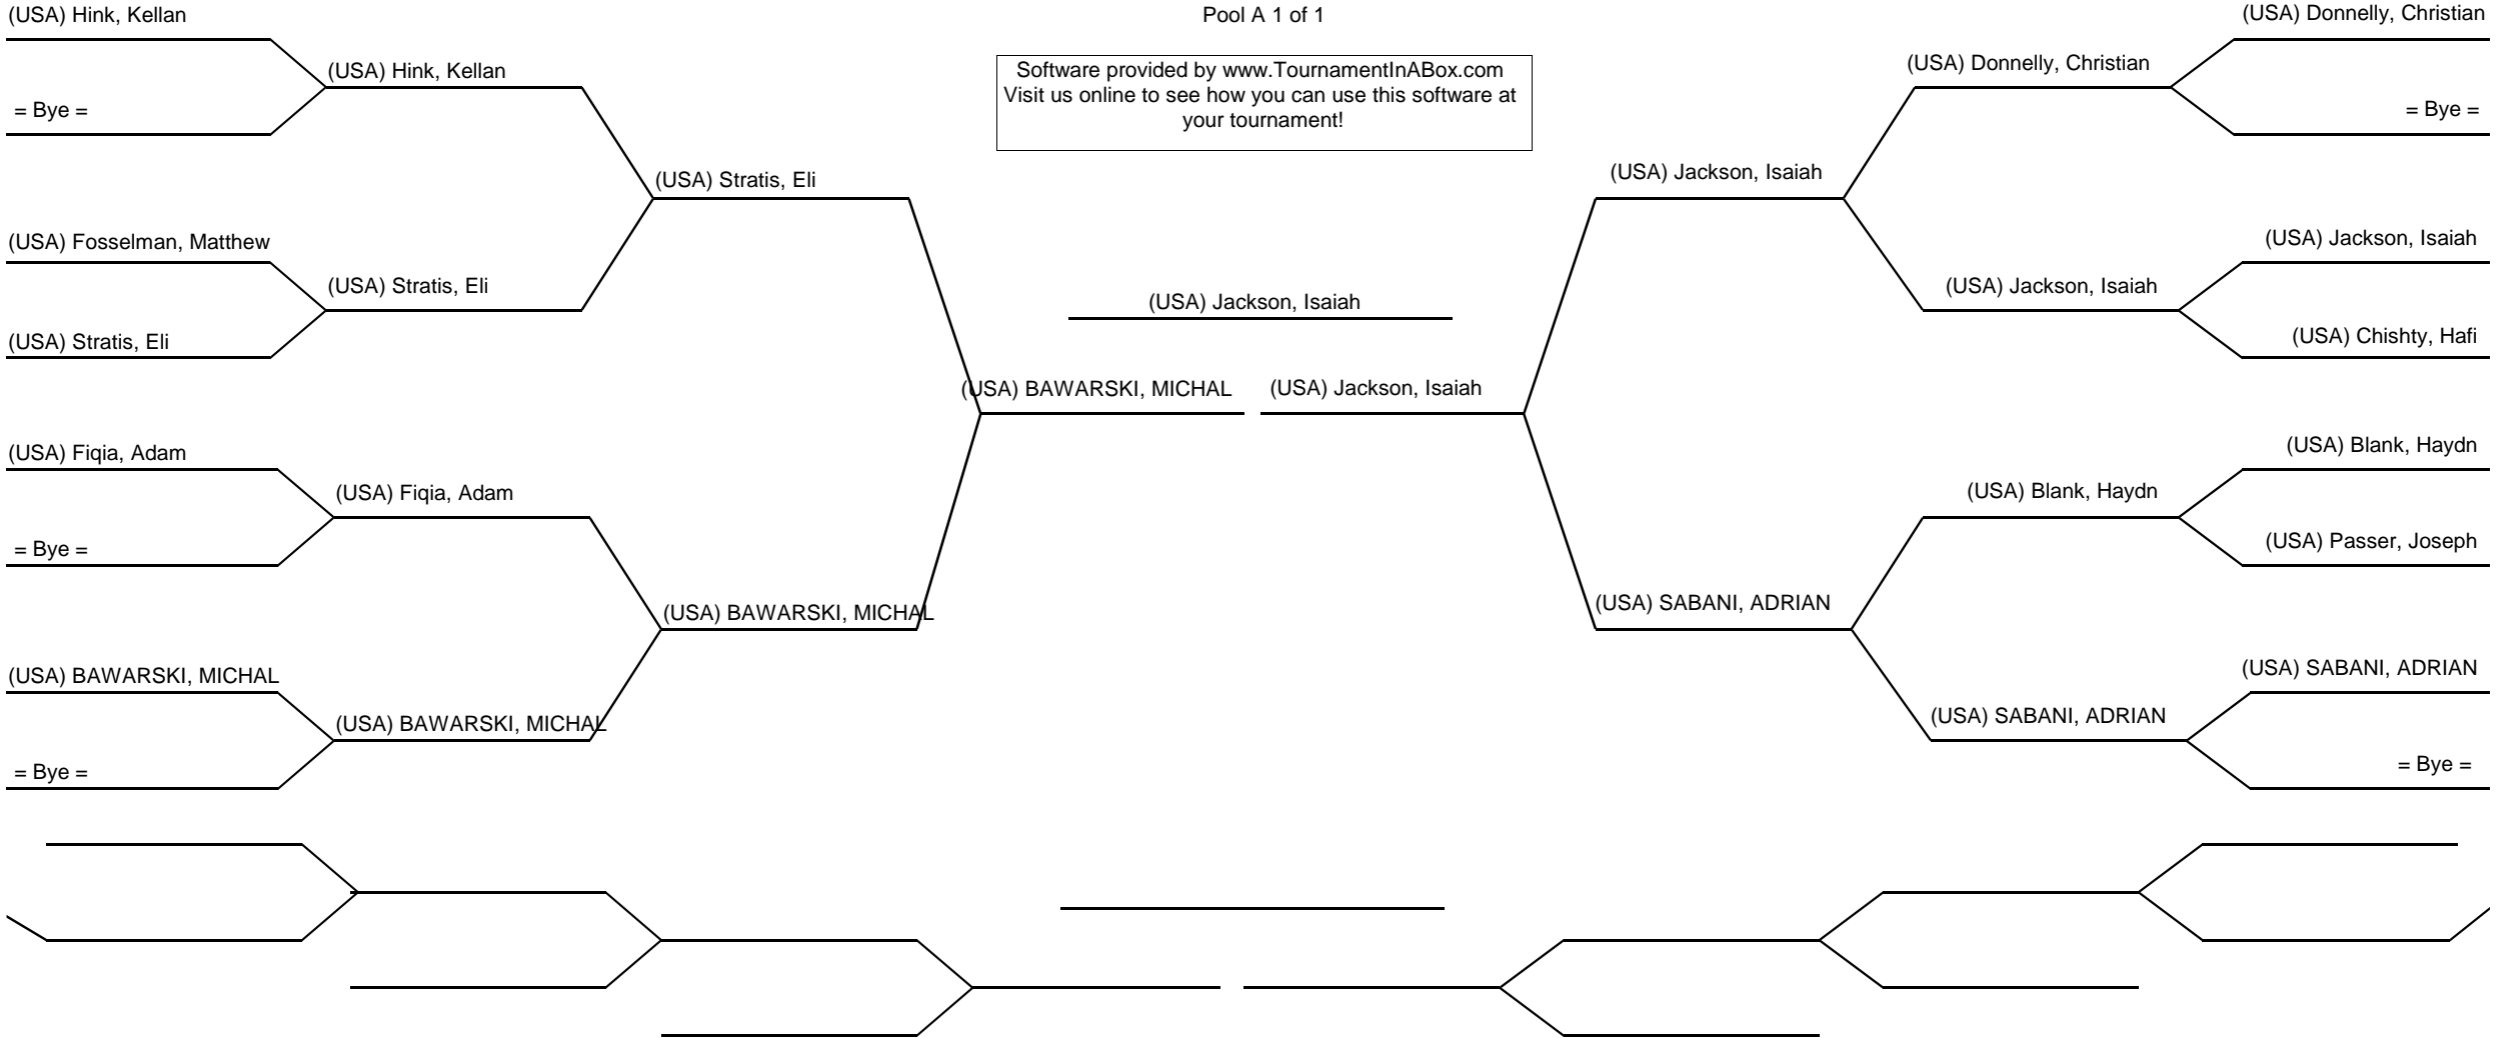 (USA) Hink, Kellan
= Bye =
(USA) Fosselman, Matthew
(USA) Stratis, Eli
(USA) Fiqia, Adam
= Bye =
(USA) BAWARSKI, MICHAL
= Bye =
(USA) Hink, Kellan
(USA) Stratis, Eli
(USA) Fiqia, Adam
(USA) BAWARSKI, MICHAL
(USA) Stratis, Eli
(USA) BAWARSKI, MICHAL
Pool A 1 of 1
Software provided by www.TournamentInABox.com
Visit us online to see how you can use this software at
your tournament!
(USA) Jackson, Isaiah
(USA) BAWARSKI, MICHAL
(USA) Jackson, Isaiah
(USA) Jackson, Isaiah
(USA) SABANI, ADRIAN
(USA) Donnelly, Christian
(USA) Jackson, Isaiah
(USA) Blank, Haydn
(USA) SABANI, ADRIAN
(USA) Donnelly, Christian
= Bye =
(USA) Jackson, Isaiah
(USA) Chishty, Hafi
(USA) Blank, Haydn
(USA) Passer, Joseph
(USA) SABANI, ADRIAN
= Bye =